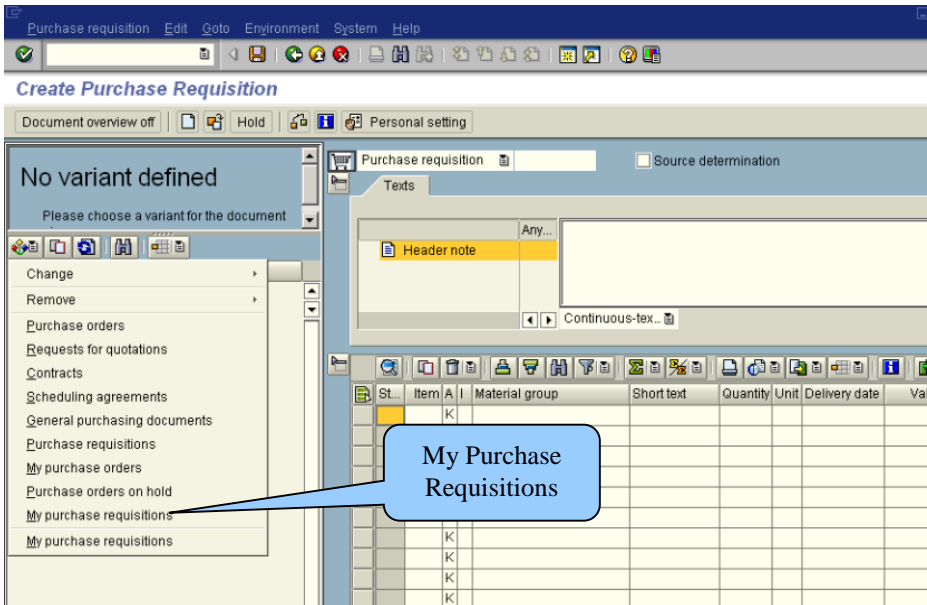 Purchase requisition Edit Goto Environment System Help
Create Purchase Requisition
Document overview off Hold Personal setting
No variant defined
Please choose a variant for the document
Purchase requisition Source determination
Texts
Any...
Header note
Continuous-tex...
Change
Remove
Purchase orders
Requests for quotations
Contracts
Scheduling agreements
General purchasing documents
Purchase requisitions
My purchase orders
Purchase orders on hold
My purchase requisitions
My purchase requisitions
St... Item A I Material group Short text Quantity Unit Delivery date Val
K
My Purchase
Requisitions
K
K
K
K